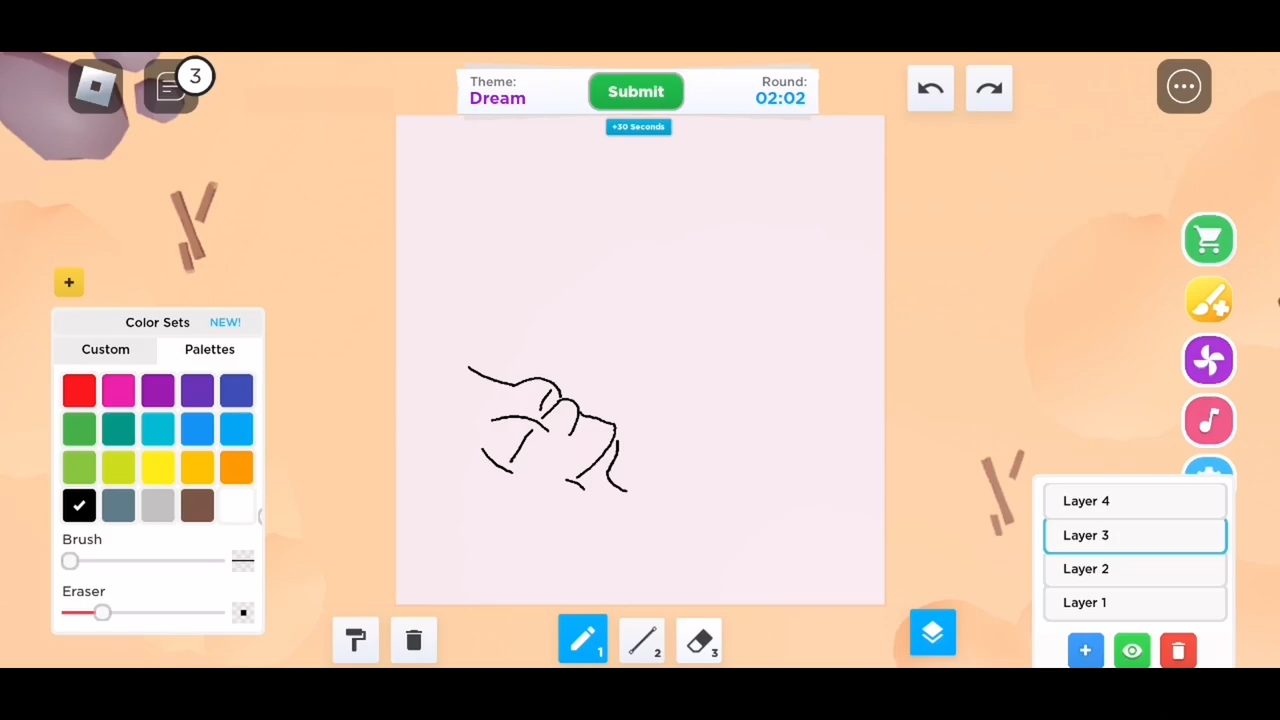 3
Theme:
Dream
Submit
Round:
02:02
+30 Seconds
+
Color Sets NEW!
Custom
Palettes
Brush
Eraser
Layer 4
Layer 3
Layer 2
Layer 1
1
2
3
+